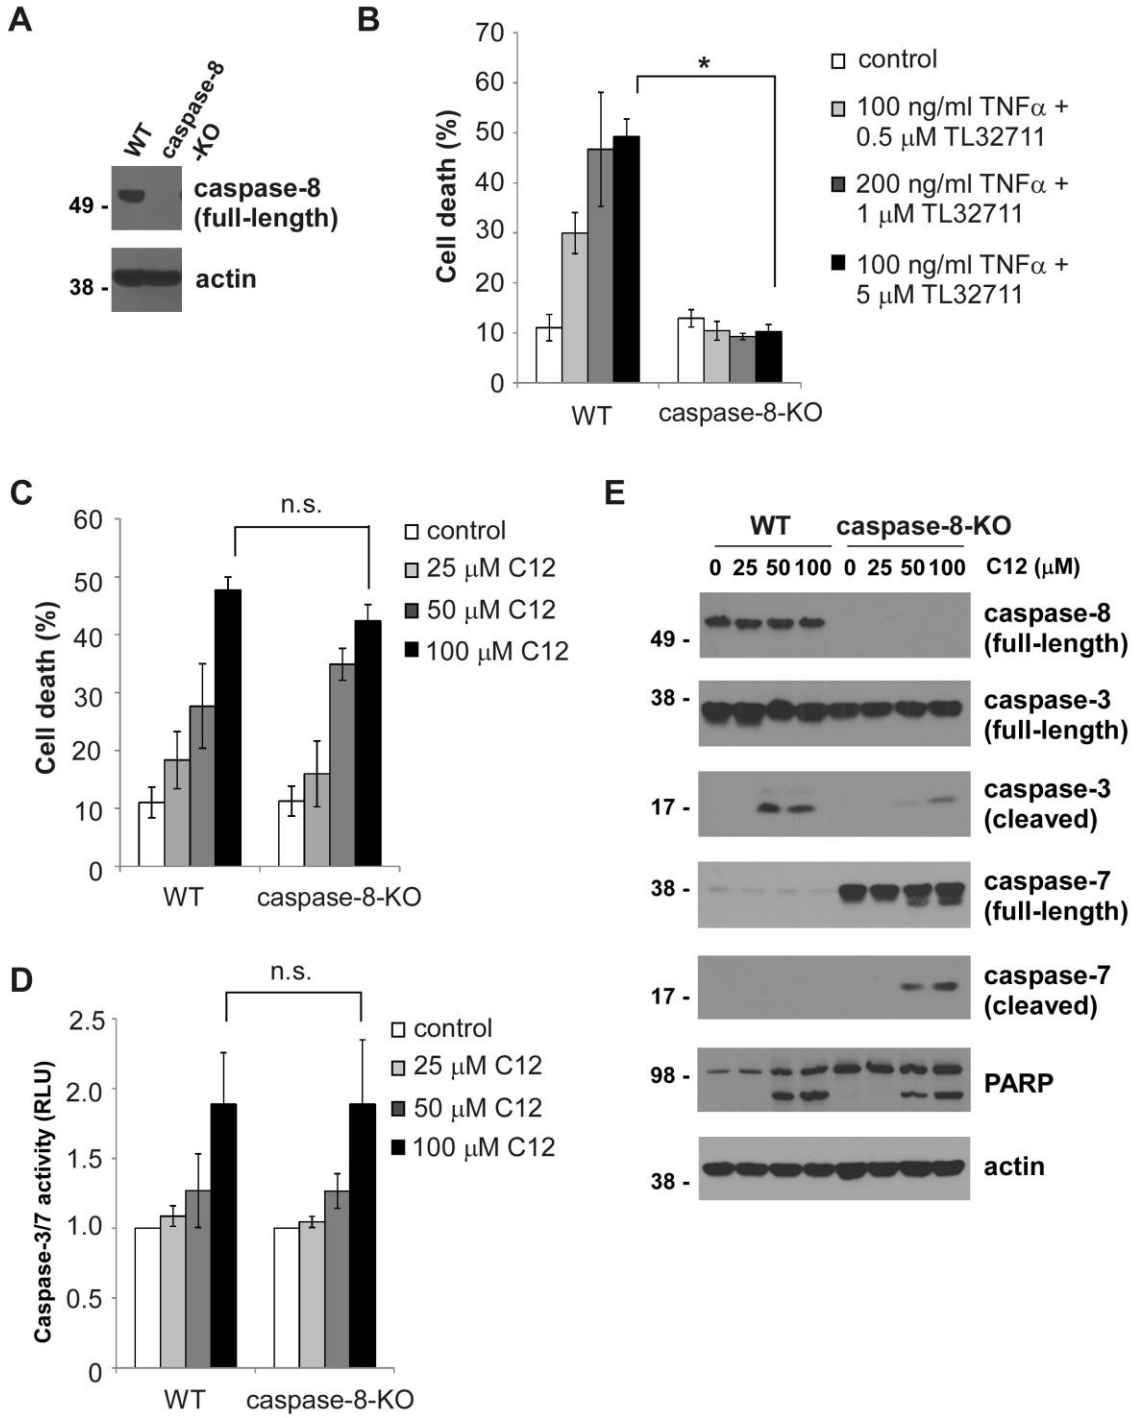 A
WT
caspase-8
-KO
49 -
caspase-8
(full-length)
38 -
actin
B
70
60
50
40
30
20
10
0
Cell death (%)
*
WT
caspase-8-KO
control
100 ng/ml TNFα +
0.5 μM TL32711
200 ng/ml TNFα +
1 μM TL32711
100 ng/ml TNFα +
5 μM TL32711
C
60
50
40
30
20
10
0
Cell death (%)
n.s.
WT
caspase-8-KO
control
25 μM C12
50 μM C12
100 μM C12
D
2.5
2.0
1.5
1.0
0.5
0
Caspase-3/7 activity (RLU)
n.s.
WT
caspase-8-KO
control
25 μM C12
50 μM C12
100 μM C12
E
WT caspase-8-KO
0 25 50 100 0 25 50 100 C12 (μM)
49 -
caspase-8
(full-length)
38 -
caspase-3
(full-length)
17 -
caspase-3
(cleaved)
38 -
caspase-7
(full-length)
17 -
caspase-7
(cleaved)
98 -
PARP
38 -
actin